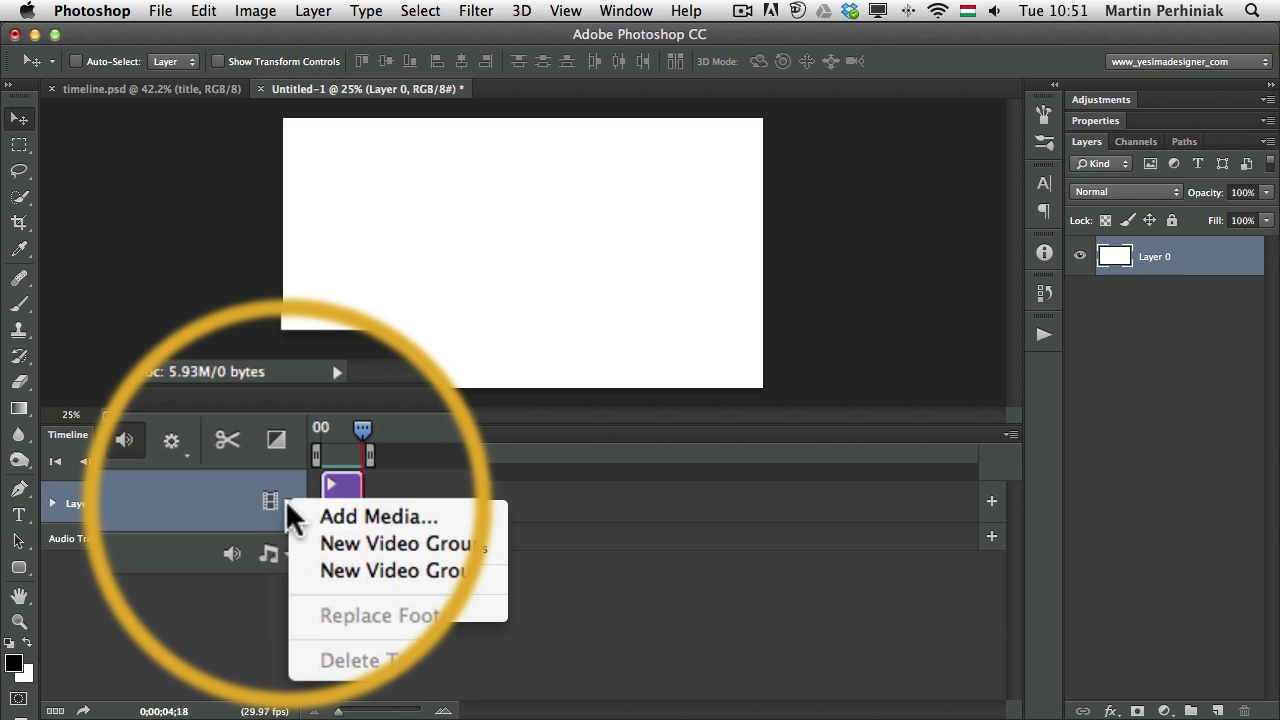 Photoshop File Edit Image Layer Type Select Filter 3D View Window Help Tue 10:51 Martin Perhiniak
Adobe Photoshop CC
Auto-Select: Layer Show Transform Controls 3D Mode: www_yesimadesigner_com
× timeline.psd @ 42.2% (title, RGB/8) × Untitled-1 @ 25% (Layer 0, RGB/8#) *
Adjustments
Properties
Layers Channels Paths
Kind
Normal Opacity: 100%
Lock: Fill: 100%
Layer 0
5.93M/0 bytes
25%
Timeline 00
Add Media...
New Video
New Video
Replace
Delete
Audio
0;00;04;18 (29.97 fps)